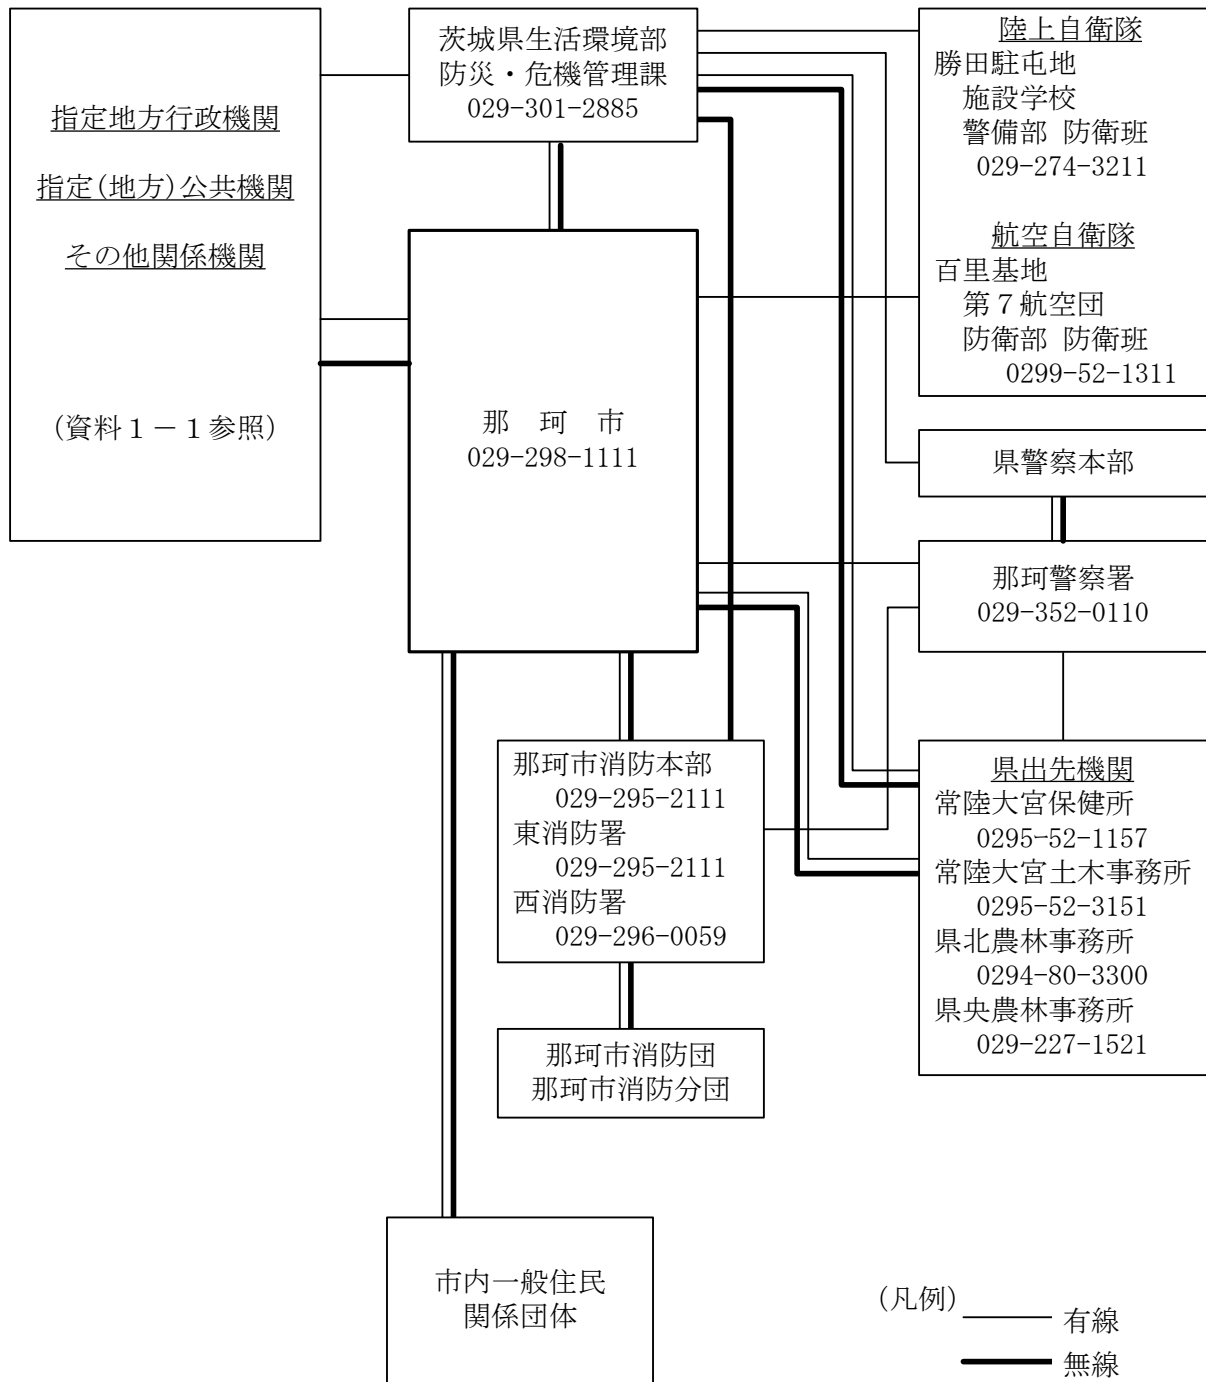 指定地方行政機関
指定(地方)公共機関
その他関係機関
(資料1-1参照)
茨城県生活環境部
防災・危機管理課
029-301-2885
那 珂 市
029-298-1111
陸上自衛隊
勝田駐屯地
施設学校
警備部 防衛班
029-274-3211
航空自衛隊
百里基地
第7航空団
防衛部 防衛班
0299-52-1311
県警察本部
那珂警察署
029-352-0110
那珂市消防本部
029-295-2111
東消防署
029-295-2111
西消防署
029-296-0059
県出先機関
常陸大宮保健所
0295-52-1157
常陸大宮土木事務所
0295-52-3151
県北農林事務所
0294-80-3300
県央農林事務所
029-227-1521
那珂市消防団
那珂市消防分団
市内一般住民
関係団体
(凡例)
有線
無線